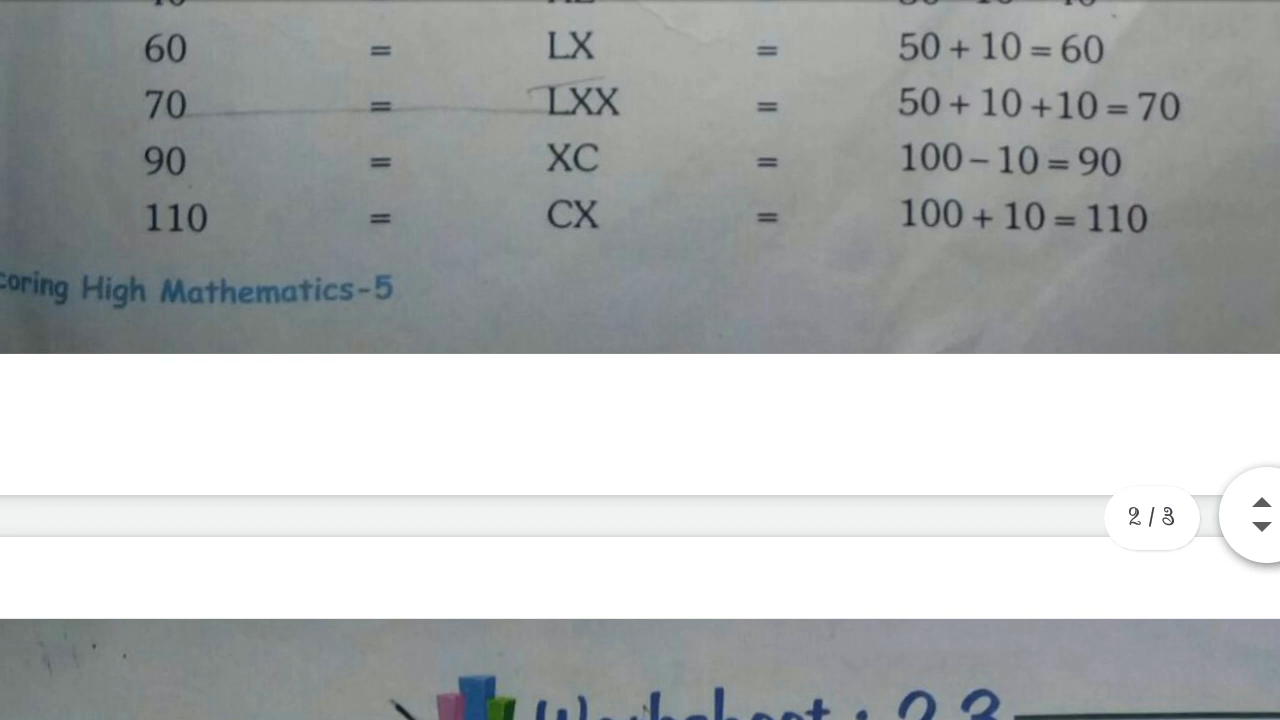 60 = LX = 50 + 10 = 60
70 = LXX = 50 + 10 +10 = 70
90 = XC = 100 – 10 = 90
110 = CX = 100 + 10 = 110
coring High Mathematics-5
2 / 3